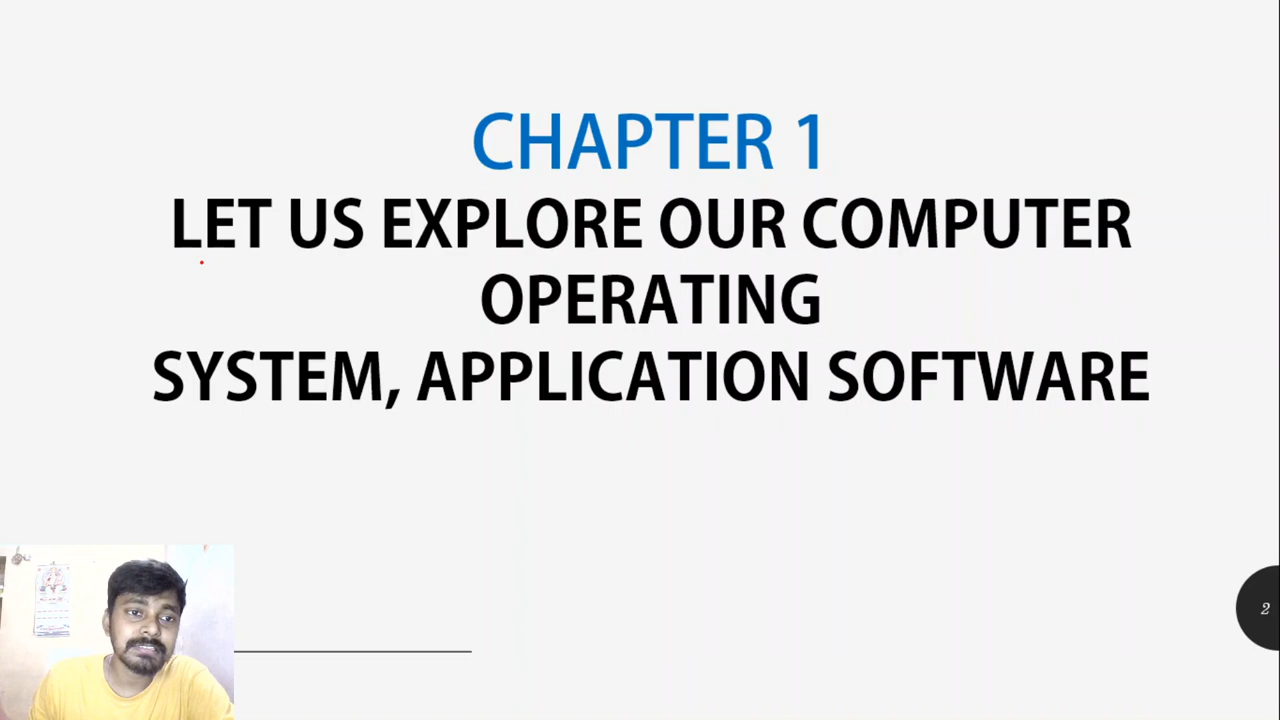 CHAPTER 1
LET US EXPLORE OUR COMPUTER
OPERATING
SYSTEM, APPLICATION SOFTWARE
2